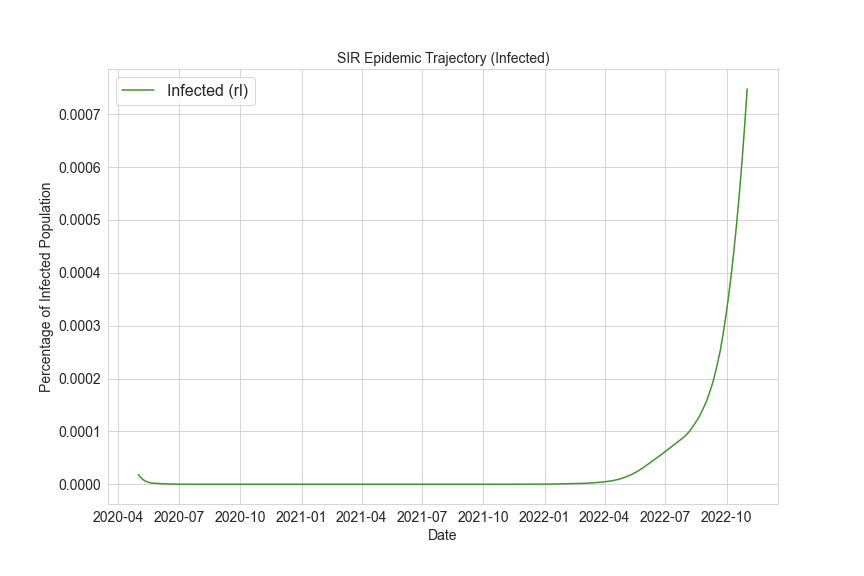 SIR Epidemic Trajectory (Infected)
Infected (rI)
Percentage of Infected Population
0.0007
0.0006
0.0005
0.0004
0.0003
0.0002
0.0001
0.0000
2020-04 2020-07 2020-10 2021-01 2021-04 2021-07 2021-10 2022-01 2022-04 2022-07 2022-10
Date